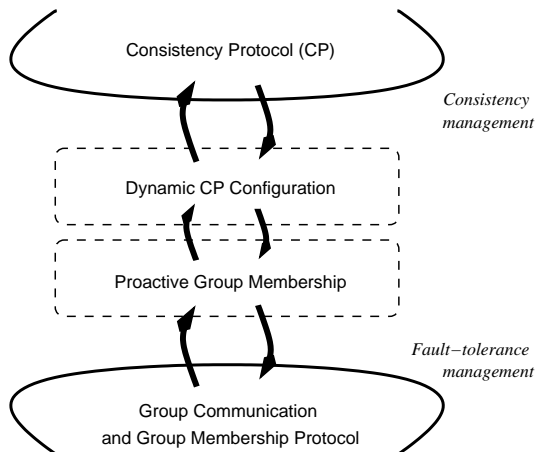 Consistency Protocol (CP)
Consistency
management
Dynamic CP Configuration
Proactive Group Membership
Fault−tolerance
management
Group Communication
and Group Membership Protocol